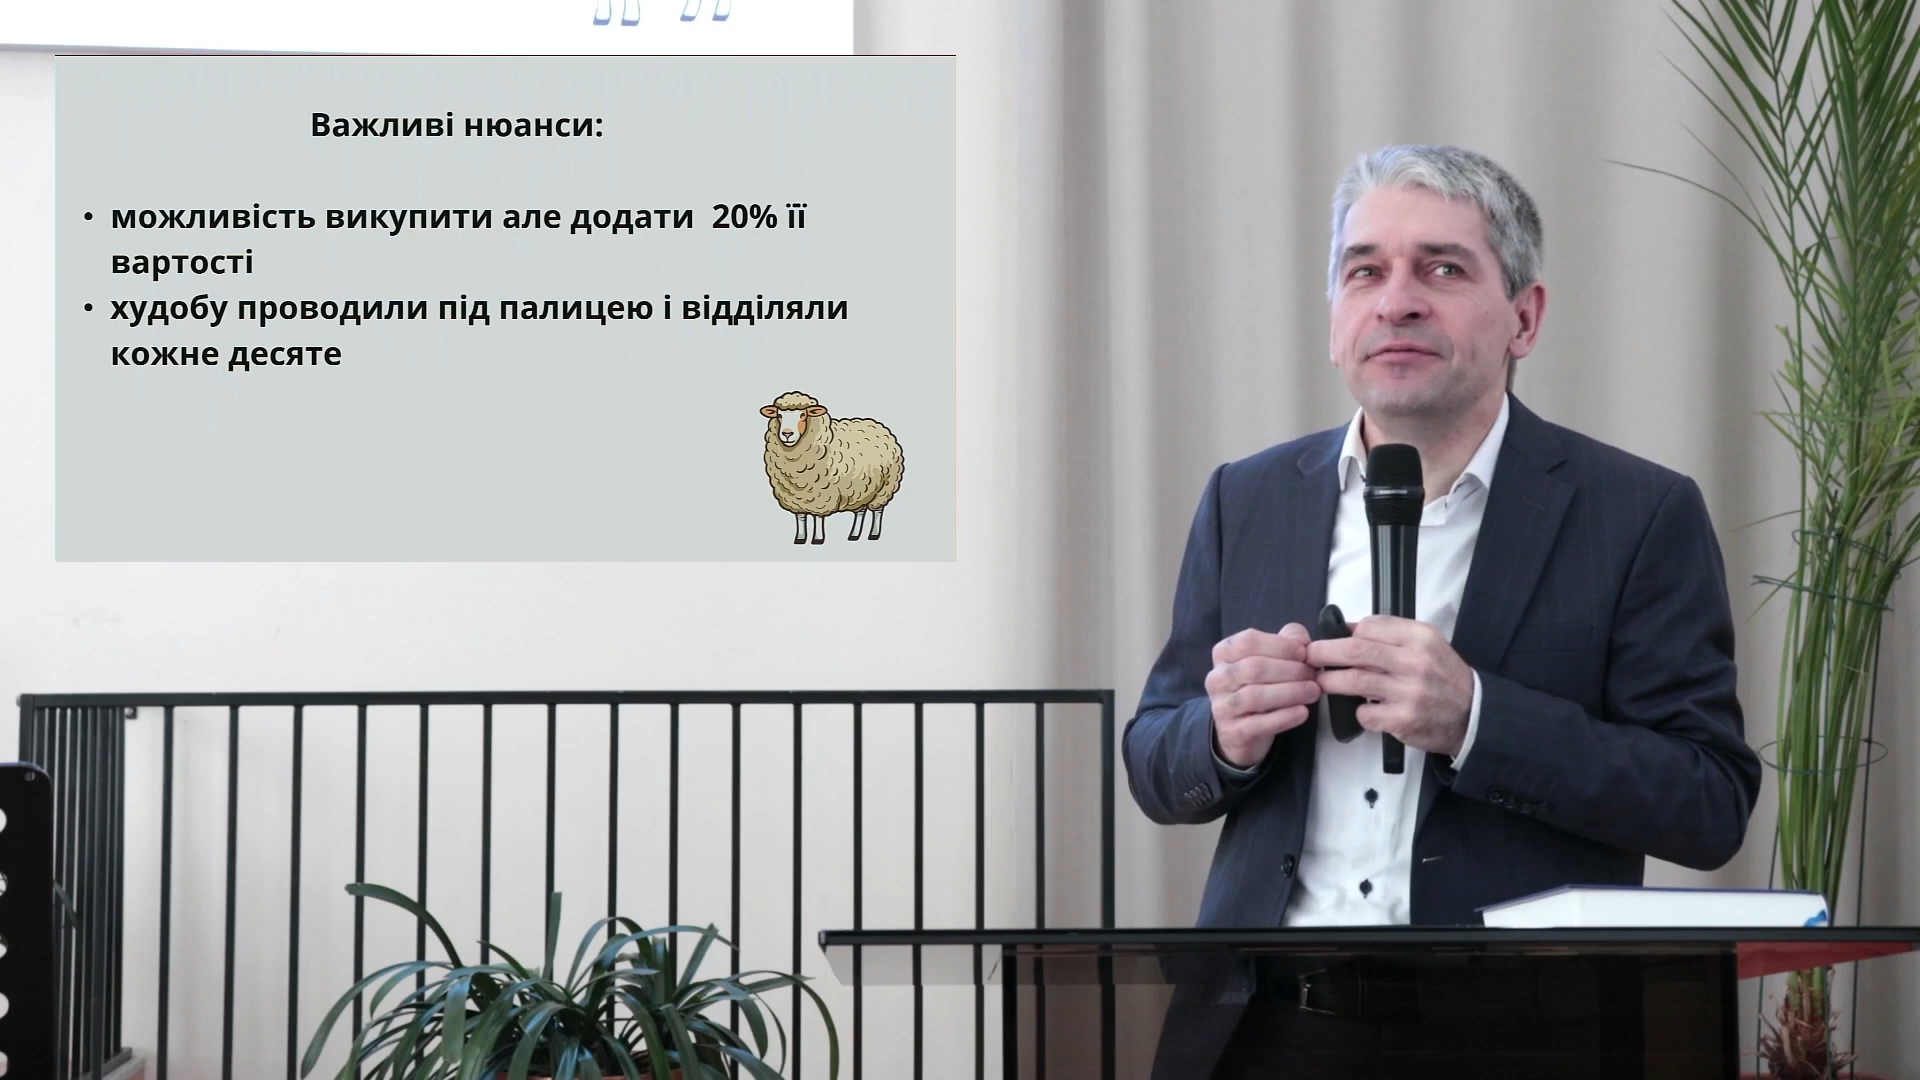 Важливі нюанси:
• можливість викупити але додати 20% її
вартості
• худобу проводили під палицею і відділяли
кожне десяте